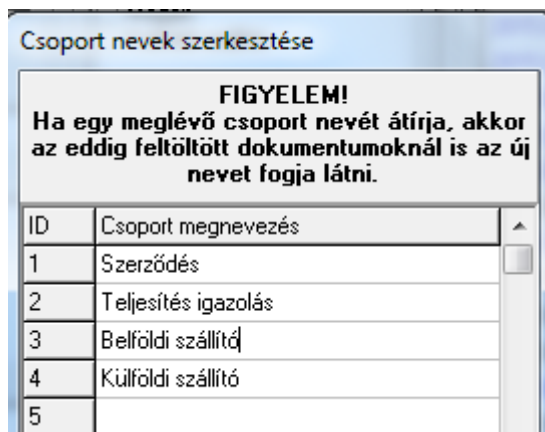 Csoport nevek szerkesztése
FIGYELEM!
Ha egy meglévő csoport nevét átírja, akkor
az eddig feltöltött dokumentumoknál is az új
nevet fogja látni.
ID Csoport megnevezés
1 Szerződés
2 Teljesítés igazolás
3 Belföldi szállító
4 Külföldi szállító
5